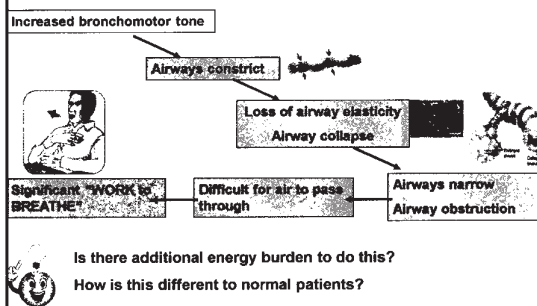 Increased bronchomotor tone
Airways constrict
Loss of airway elasticity
Airway collapse
Airways narrow
Airway obstruction
Difficult for air to pass
through
Significant "WORK to
BREATHE"
Is there additional energy burden to do this?
How is this different to normal patients?